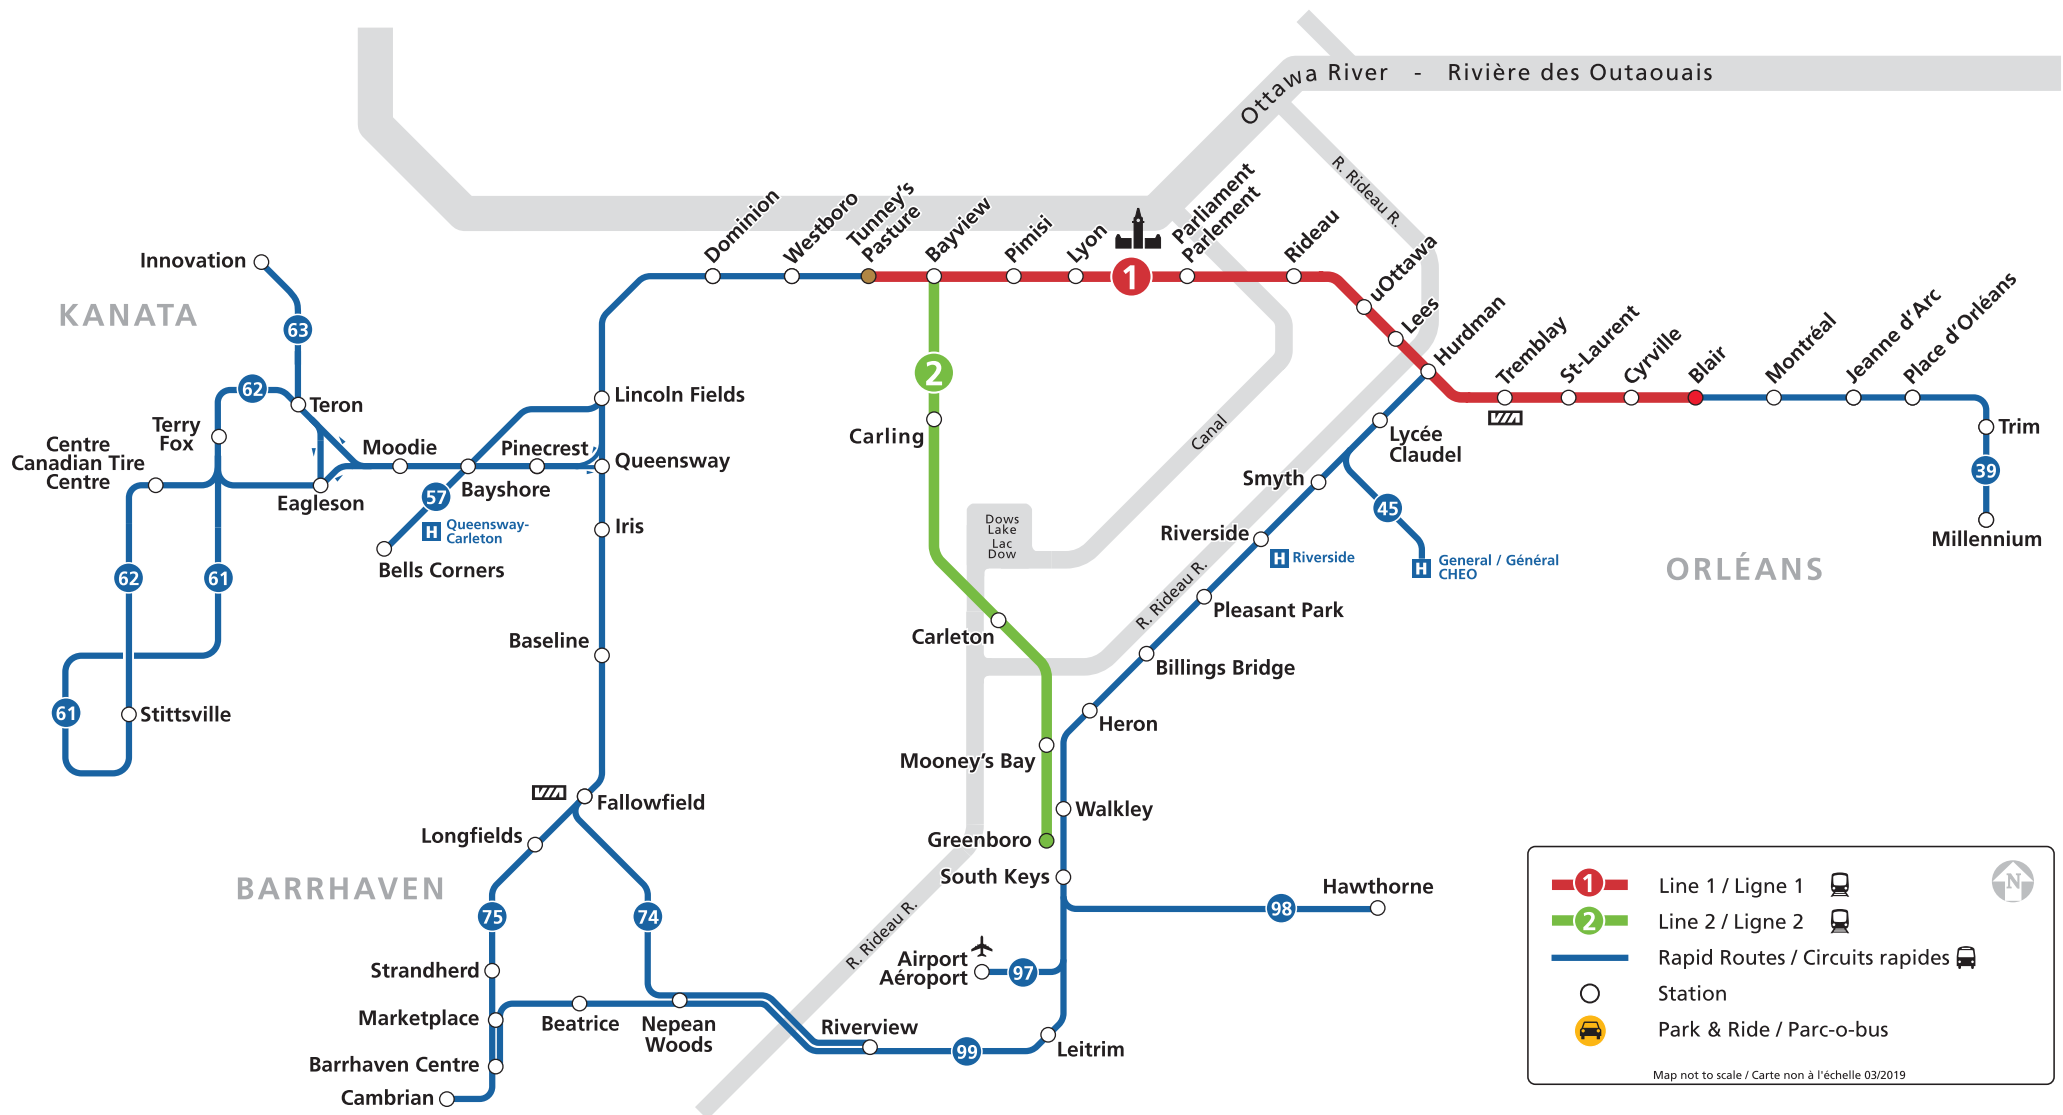 Ottawa River - Rivière des Outaouais
R. Rideau R.
Dominion
Westboro
Tunney's
Pasture
Bayview
Pimisi
Lyon
Parliament
Parlement
Rideau
uOttawa
Lees
Hurdman
Tremblay
St-Laurent
Cyrville
Blair
Montréal
Jeanne d'Arc
Place d'Orléans
Trim
39
Millennium
ORLÉANS
1
2
Innovation
KANATA
63
62
Teron
Terry
Fox
Centre
Canadian Tire
Centre
Eagleson
Moodie
Pinecrest
Bayshore
57
H
Queensway-
Carleton
Bells Corners
Lincoln Fields
Queensway
Iris
Baseline
62
61
61
Stittsville
Carling
Canal
Dows
Lake
Lac
Dow
Carleton
Lycée
Claudel
Smyth
45
Riverside
H Riverside
H
General / Général
CHEO
R. Rideau R.
Pleasant Park
Billings Bridge
Heron
Mooney's Bay
Walkley
Greenboro
South Keys
VIA
Fallowfield
Longfields
BARRHAVEN
75
74
98
Hawthorne
R. Rideau R.
Airport
Aéroport
97
Strandherd
Marketplace
Beatrice
Nepean
Woods
Riverview
99
Leitrim
Barrhaven Centre
Cambrian
VIA
1 Line 1 / Ligne 1
2 Line 2 / Ligne 2
Rapid Routes / Circuits rapides
Station
Park & Ride / Parc-o-bus
N
Map not to scale / Carte non à l'échelle 03/2019